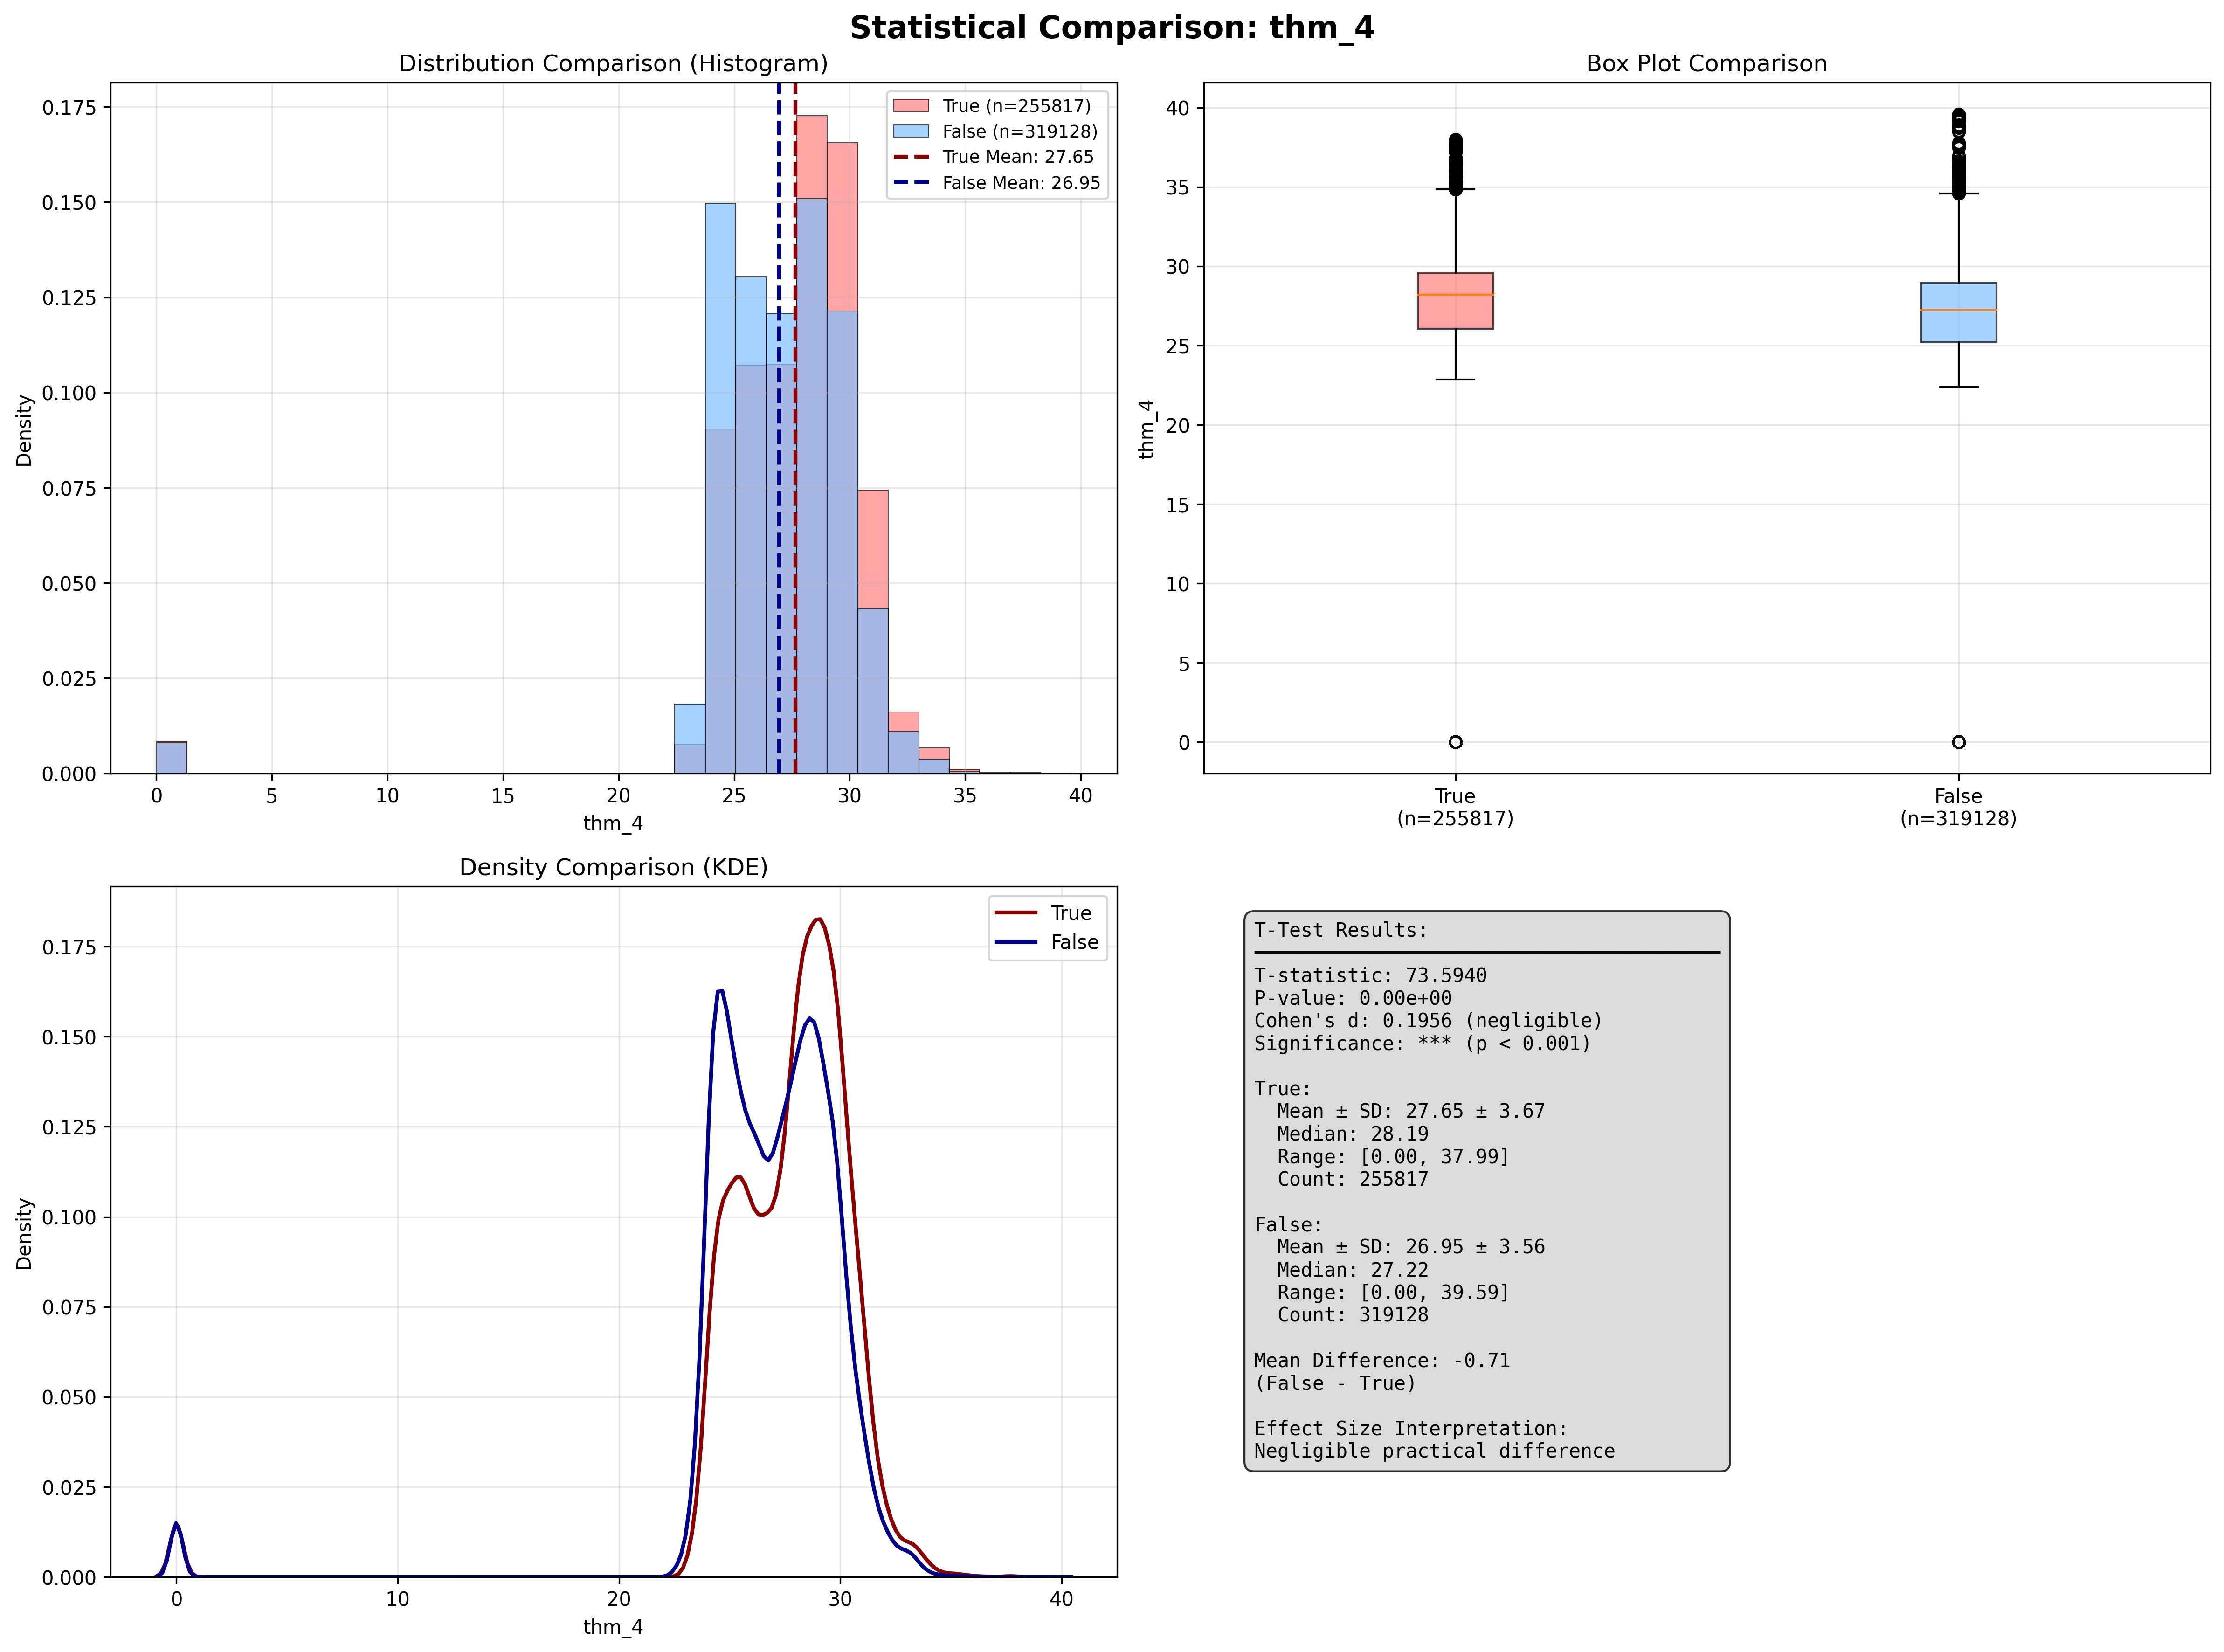 Statistical Comparison: thm_4
Distribution Comparison (Histogram)
Density
0.175
0.150
0.125
0.100
0.075
0.050
0.025
0.000
True (n=255817)
False (n=319128)
True Mean: 27.65
False Mean: 26.95
0 5 10 15 20 25 30 35 40
thm_4
Box Plot Comparison
thm_4
40
35
30
25
20
15
10
5
0
True
(n=255817)
False
(n=319128)
Density Comparison (KDE)
Density
0.175
0.150
0.125
0.100
0.075
0.050
0.025
0.000
True
False
0 10 20 30 40
thm_4
T-Test Results:
T-statistic: 73.5940
P-value: 0.00e+00
Cohen's d: 0.1956 (negligible)
Significance: *** (p < 0.001)
True:
Mean ± SD: 27.65 ± 3.67
Median: 28.19
Range: [0.00, 37.99]
Count: 255817
False:
Mean ± SD: 26.95 ± 3.56
Median: 27.22
Range: [0.00, 39.59]
Count: 319128
Mean Difference: -0.71
(False - True)
Effect Size Interpretation:
Negligible practical difference